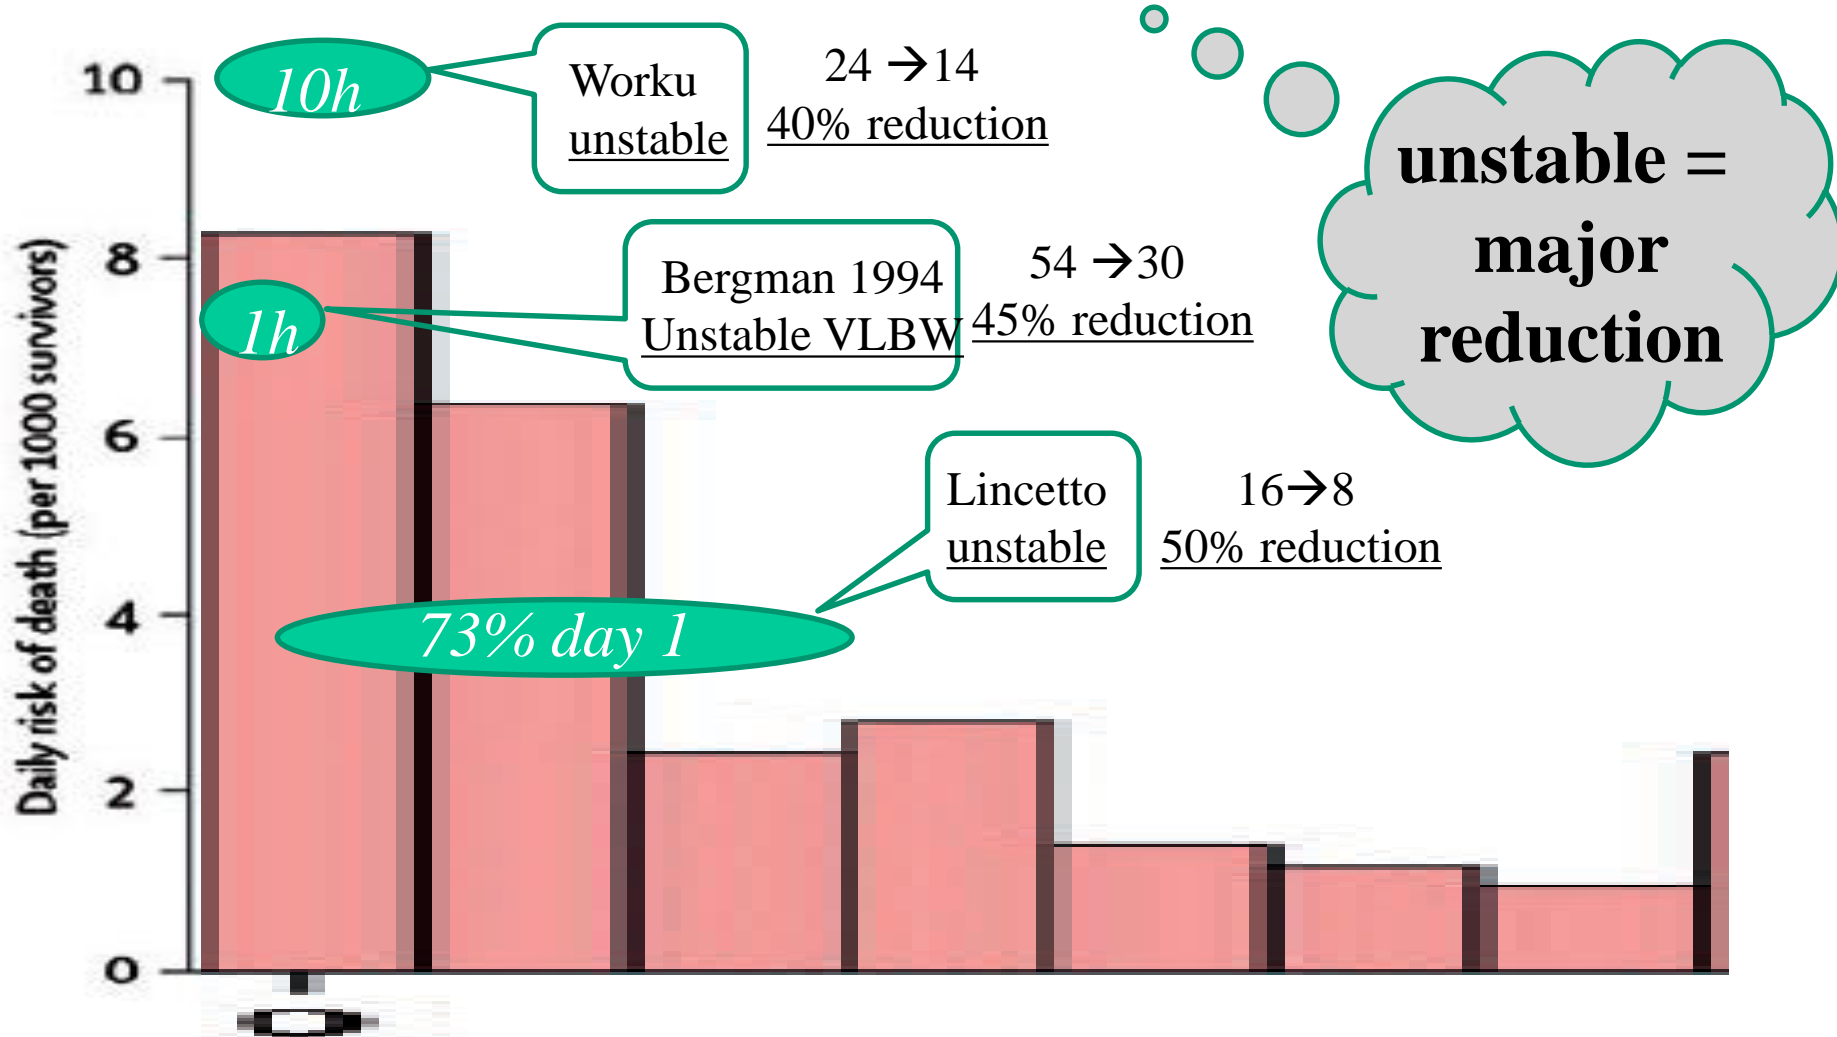 10h
Worku
unstable
24 →14
40% reduction
unstable =
major
reduction
10
8
6
4
2
0
Daily risk of death (per 1000 survivors)
1h
Bergman 1994
Unstable VLBW
54 →30
45% reduction
Lincetto
unstable
16→8
50% reduction
73% day 1
0